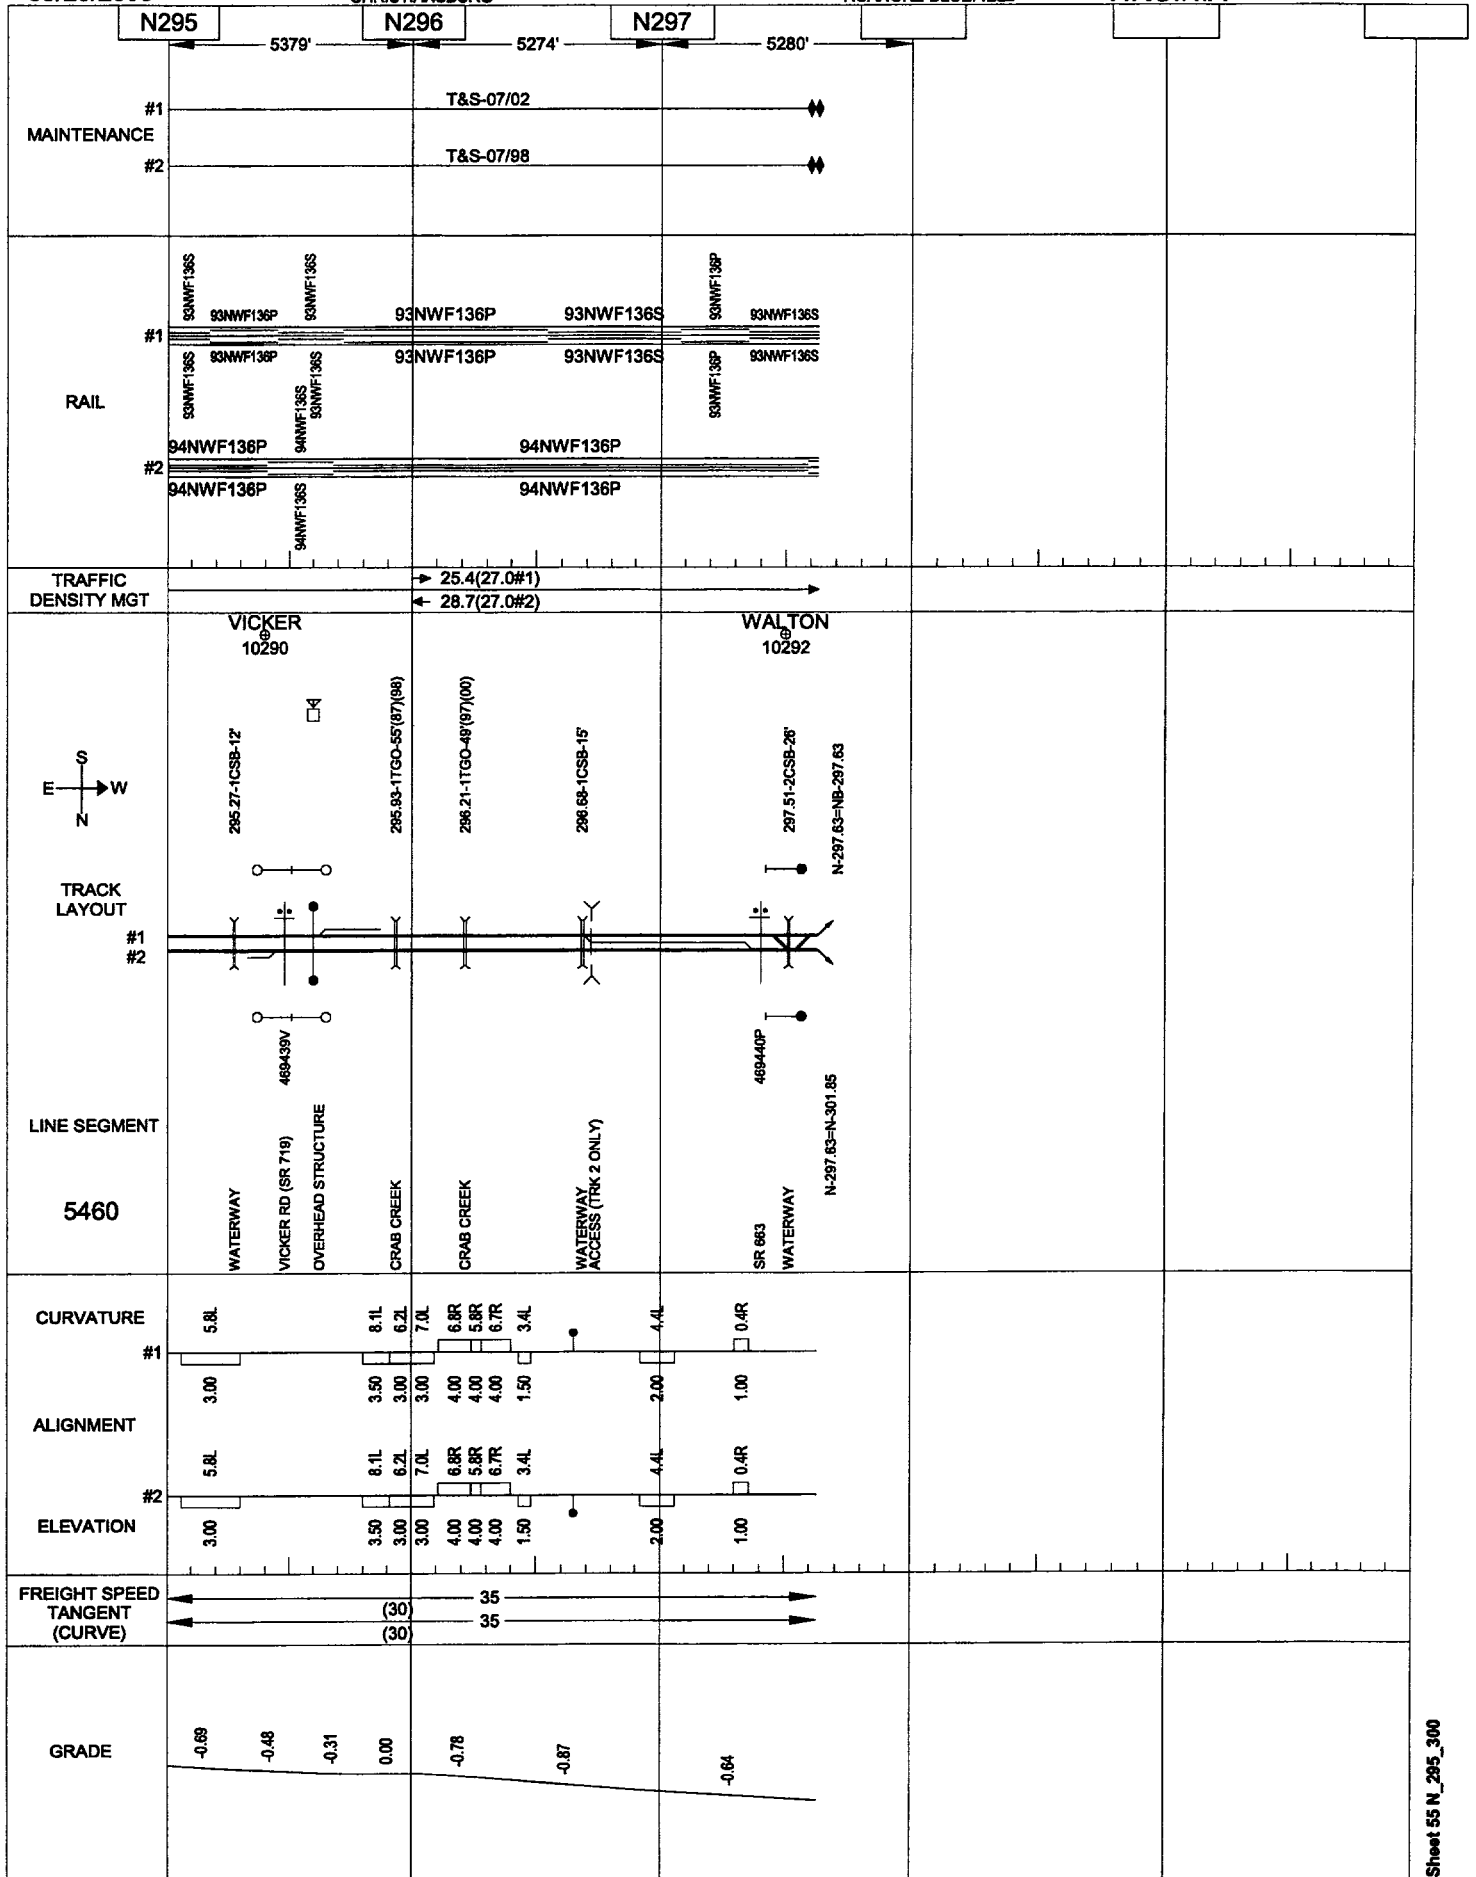 N295 N296 N297
5379' 5274' 5280'
#1 T&S-07/02
MAINTENANCE
#2 T&S-07/98
93NWF136S 93NWF136S 93NWF136P
93NWF136P 93NWF136P 93NWF136S 93NWF136S
#1
93NWF136P 93NWF136P 93NWF136S 93NWF136S
93NWF136S 93NWF136S 93NWF136P
94NWF136S
RAIL
94NWF136P 94NWF136P
#2
94NWF136P 94NWF136P
94NWF136S
TRAFFIC
DENSITY MGT
25.4(27.0#1)
28.7(27.0#2)
VICKER WALTON
10290 10292
295.27-1CSB-12'
295.93-1TGO-55'(87)(98)
296.21-1TGO-49'(97)(00)
296.68-1CSB-15'
297.51-2CSB-26'
N-297.63=NB-297.63
S
E W
N
TRACK
LAYOUT
#1
#2
469439V 469440P
LINE SEGMENT
5460
WATERWAY
VICKER RD (SR 719)
OVERHEAD STRUCTURE
CRAB CREEK
CRAB CREEK
WATERWAY
ACCESS (TRK 2 ONLY)
SR 663
WATERWAY
N-297.63=N-301.85
CURVATURE
5.8L 8.1L 6.2L 7.0L 6.8R 5.8R 6.7R 3.4L 4.4L 0.4R
#1
3.00 3.50 3.00 3.00 4.00 4.00 4.00 1.50 2.00 1.00
ALIGNMENT
5.8L 8.1L 6.2L 7.0L 6.8R 5.8R 6.7R 3.4L 4.4L 0.4R
#2
ELEVATION
3.00 3.50 3.00 3.00 4.00 4.00 4.00 1.50 2.00 1.00
FREIGHT SPEED
TANGENT
(CURVE)
35
(30)
35
(30)
GRADE
-0.69 -0.48 -0.31 0.00 -0.78 -0.87 -0.64
Sheet 55 N_295_300